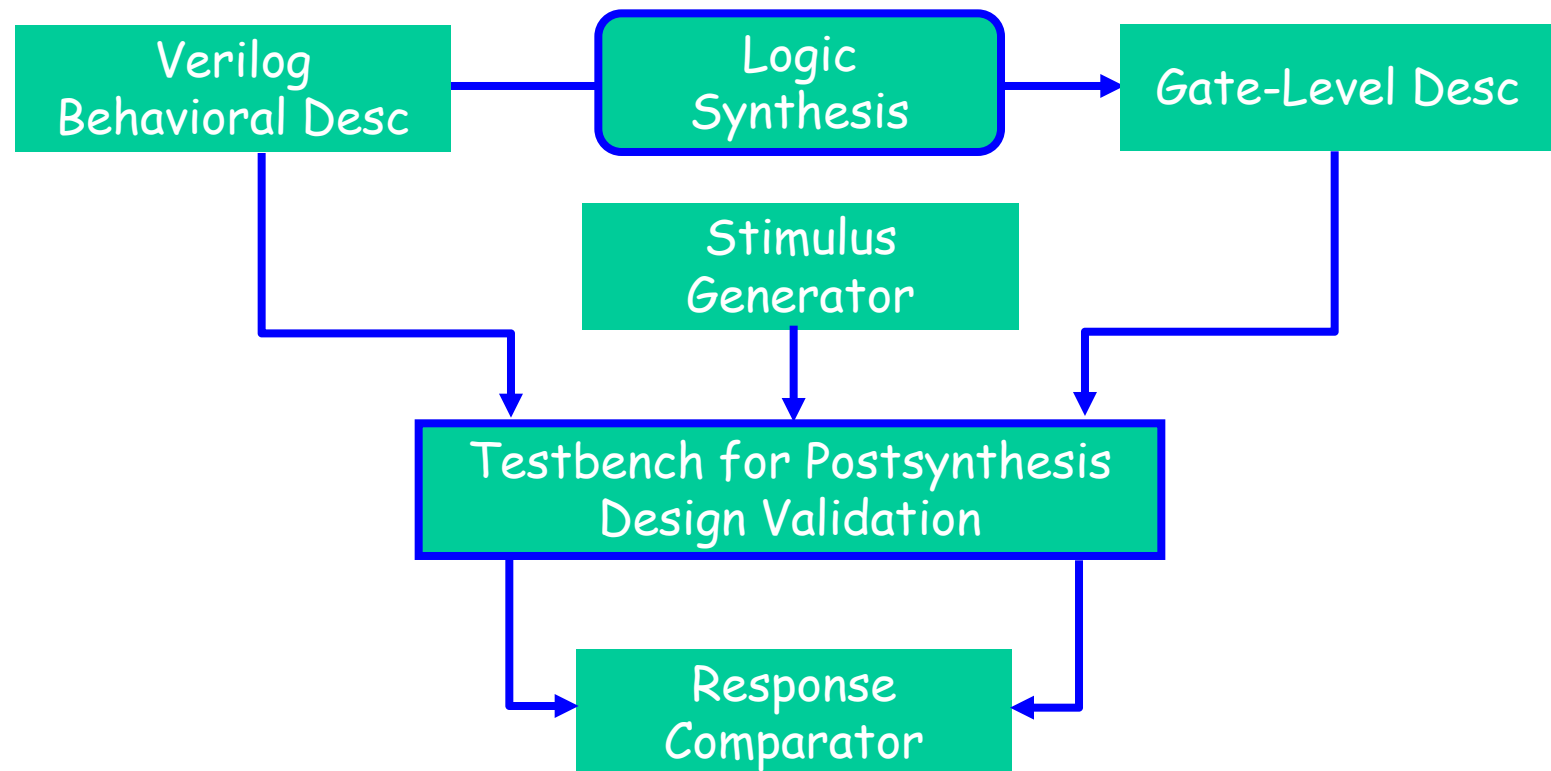 Verilog
Behavioral Desc
Logic
Synthesis
Gate-Level Desc
Stimulus
Generator
Testbench for Postsynthesis
Design Validation
Response
Comparator